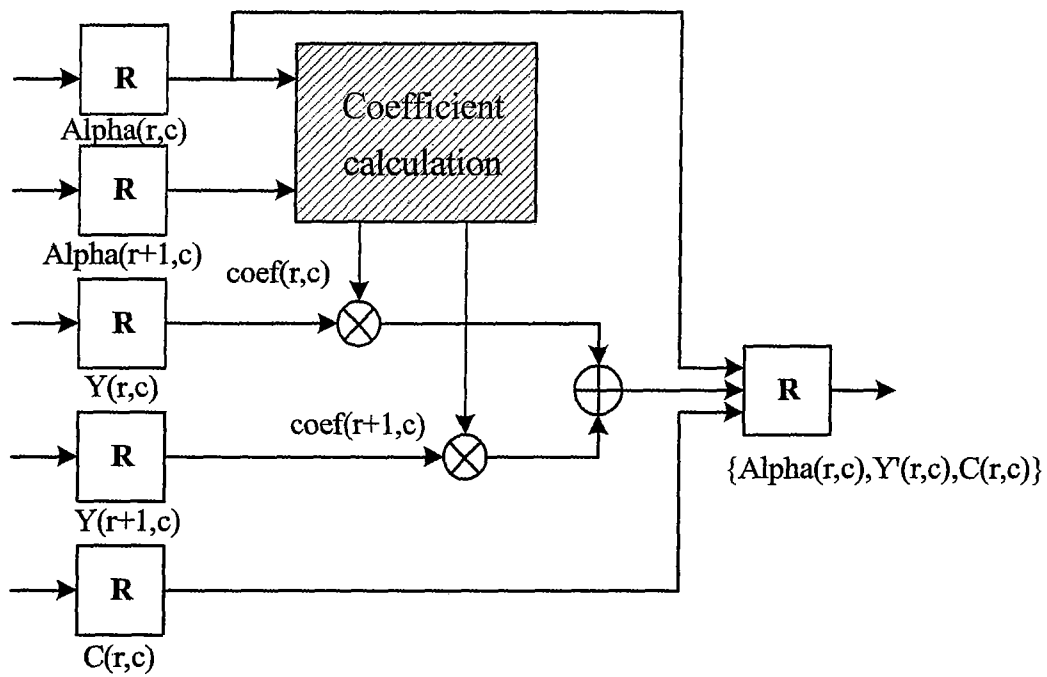 R
Alpha(r,c)
R
Alpha(r+1,c)
Coefficient
calculation
coef(r,c)
R
Y(r,c)
coef(r+1,c)
R
Y(r+1,c)
R
C(r,c)
R
{Alpha(r,c),Y'(r,c),C(r,c)}